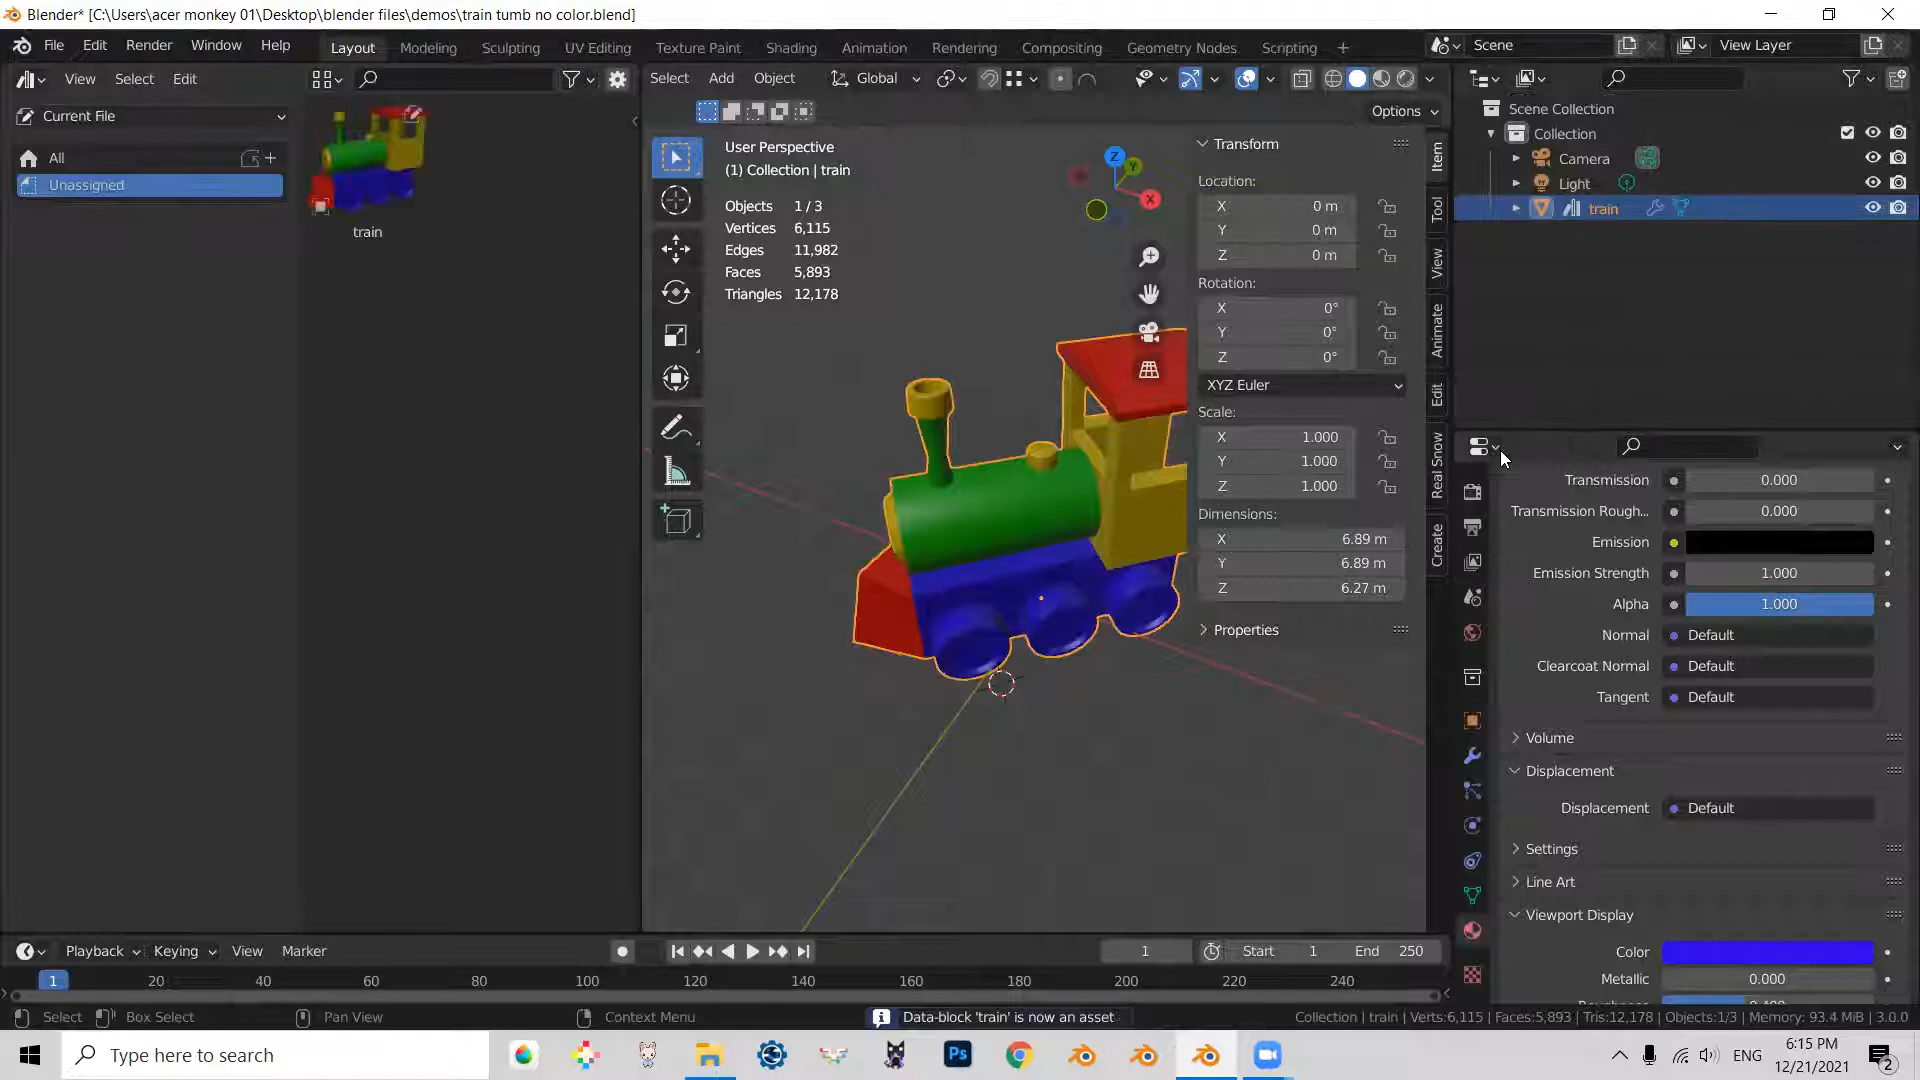 Blender* [C:\Users\acer monkey 01\Desktop\blender files\demos\train tumb no color.blend]
File Edit Render Window Help Layout Modeling Sculpting UV Editing Texture Paint Shading Animation Rendering Compositing Geometry Nodes Scripting + Scene View Layer
View Select Edit
Select Add Object Global
Current File
All
Unassigned
train
Options
User Perspective
(1) Collection | train
Objects 1 / 3
Vertices 6,115
Edges 11,982
Faces 5,893
Triangles 12,178
Z
Y
X
Transform
Location:
X 0 m
Y 0 m
Z 0 m
Rotation:
X 0°
Y 0°
Z 0°
XYZ Euler
Scale:
X 1.000
Y 1.000
Z 1.000
Dimensions:
X 6.89 m
Y 6.89 m
Z 6.27 m
Properties
Item
Tool
View
Animate
Edit
Real Snow
Create
Scene Collection
Collection
Camera
Light
train
Transmission 0.000
Transmission Rough... 0.000
Emission
Emission Strength 1.000
Alpha 1.000
Normal Default
Clearcoat Normal Default
Tangent Default
Volume
Displacement
Displacement Default
Settings
Line Art
Viewport Display
Color
Metallic 0.000
Playback Keying View Marker
1 Start 1 End 250
1 20 40 60 80 100 120 140 160 180 200 220 240
Select Box Select Pan View Context Menu Data-block 'train' is now an asset Collection | train | Verts:6,115 | Faces:5,893 | Tris:12,178 | Objects:1/3 | Memory: 93.4 MiB | 3.0.0
Type here to search
Ps
ENG
6:15 PM
12/21/2021
2